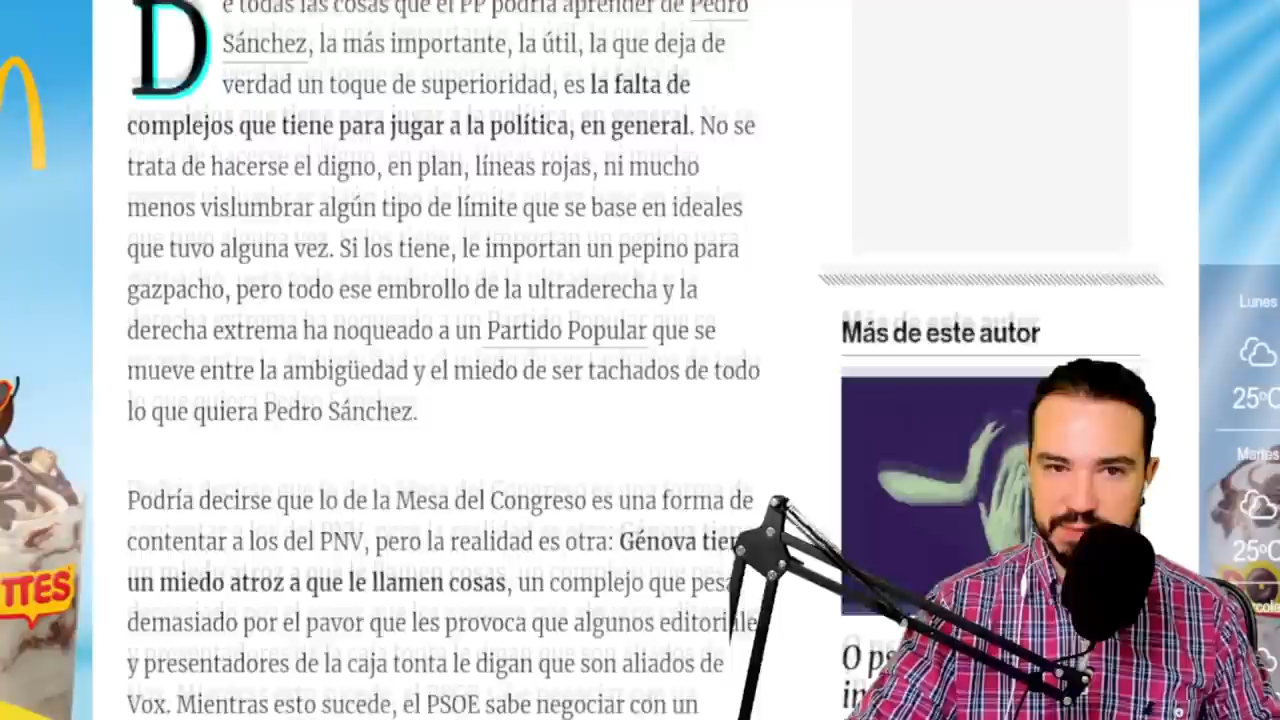 De todas las cosas que el PP podría aprender de Pedro
Sánchez, la más importante, la útil, la que deja de
verdad un toque de superioridad, es la falta de
complejos que tiene para jugar a la política, en general. No se
trata de hacerse el digno, en plan, líneas rojas, ni mucho
menos vislumbrar algún tipo de límite que se base en ideales
que tuvo alguna vez. Si los tiene, le importan un pepino para
gazpacho, pero todo ese embrollo de la ultraderecha y la
derecha extrema ha noqueado a un Partido Popular que se
mueve entre la ambigüedad y el miedo de ser tachados de todo
lo que quiera Pedro Sánchez.
Podría decirse que lo de la Mesa del Congreso es una forma de
contentar a los del PNV, pero la realidad es otra: Génova tien
un miedo atroz a que le llamen cosas, un complejo que pesa
demasiado por el pavor que les provoca que algunos editoriale
y presentadores de la caja tonta le digan que son aliados de
Vox. Mientras esto sucede, el PSOE sabe negociar con un
Más de este autor
O ps
in
Lunes
25ºC
Martes
25ºC
TTES